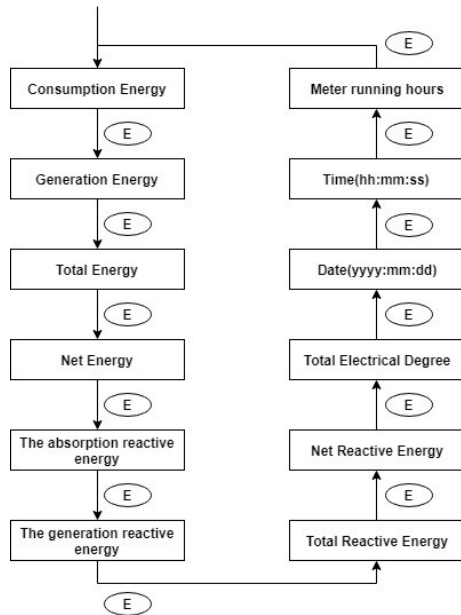 E
Consumption Energy
Meter running hours
E
E
Generation Energy
Time(hh:mm:ss)
E
E
Total Energy
Date(yyyy:mm:dd)
E
E
Net Energy
Total Electrical Degree
E
E
The absorption reactive
energy
Net Reactive Energy
E
E
The generation reactive
energy
Total Reactive Energy
E